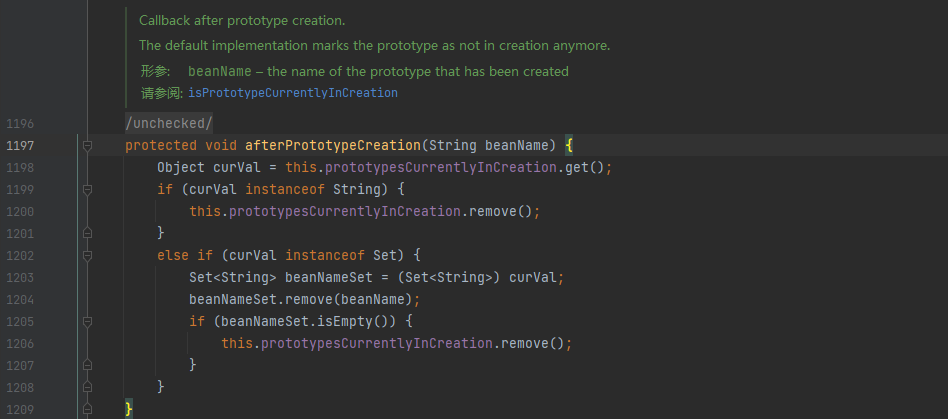 Callback after prototype creation.
The default implementation marks the prototype as not in creation anymore.
形参: beanName – the name of the prototype that has been created
请参阅: isPrototypeCurrentlyInCreation
1196 /unchecked/
1197 protected void afterPrototypeCreation(String beanName) {
1198 Object curVal = this.prototypesCurrentlyInCreation.get();
1199 if (curVal instanceof String) {
1200 this.prototypesCurrentlyInCreation.remove();
1201 }
1202 else if (curVal instanceof Set) {
1203 Set<String> beanNameSet = (Set<String>) curVal;
1204 beanNameSet.remove(beanName);
1205 if (beanNameSet.isEmpty()) {
1206 this.prototypesCurrentlyInCreation.remove();
1207 }
1208 }
1209 }